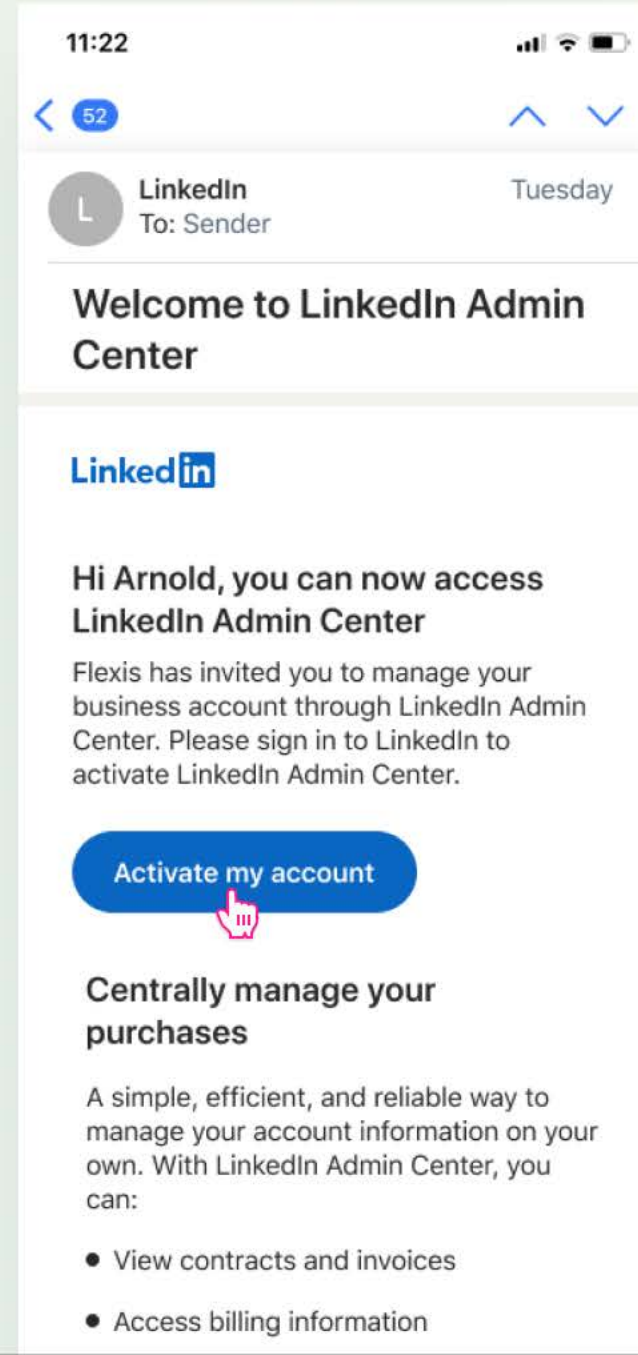 11:22
52
L
LinkedIn
Tuesday
To: Sender
Welcome to LinkedIn Admin
Center
Linkedin
Hi Arnold, you can now access
LinkedIn Admin Center
Flexis has invited you to manage your
business account through LinkedIn Admin
Center. Please sign in to LinkedIn to
activate LinkedIn Admin Center.
Activate my account
Centrally manage your
purchases
A simple, efficient, and reliable way to
manage your account information on your
own. With LinkedIn Admin Center, you
can:
• View contracts and invoices
• Access billing information